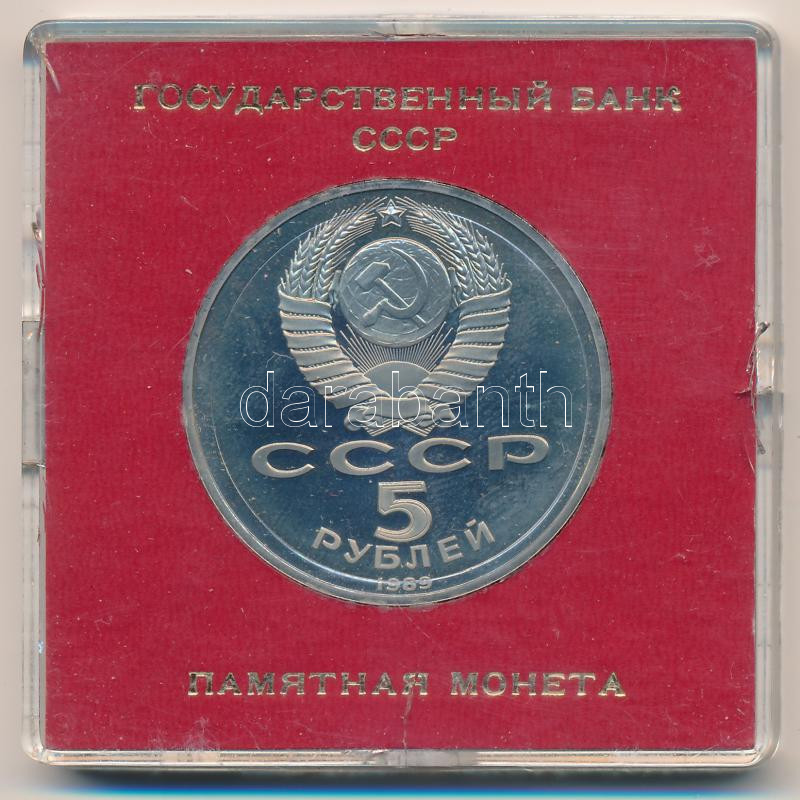 ГОСУДАРСТВЕННЫЙ БАНК
СССР
darabanth
СССР
5
РУБЛЕЙ
1989
ПАМЯТНАЯ МОНЕТА